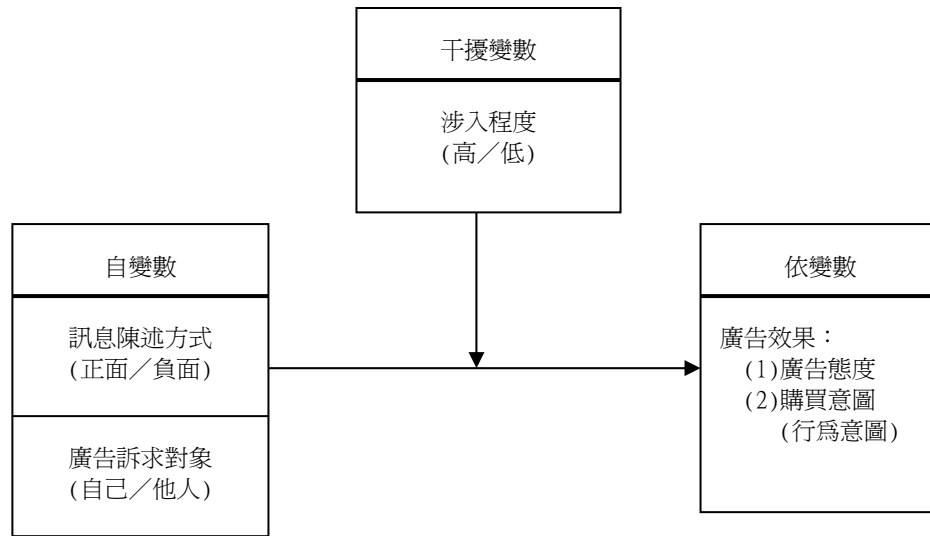 干擾變數
涉入程度
(高／低)
自變數
訊息陳述方式
(正面／負面)
廣告訴求對象
(自己／他人)
依變數
廣告效果：
(1)廣告態度
(2)購買意圖
(行為意圖)